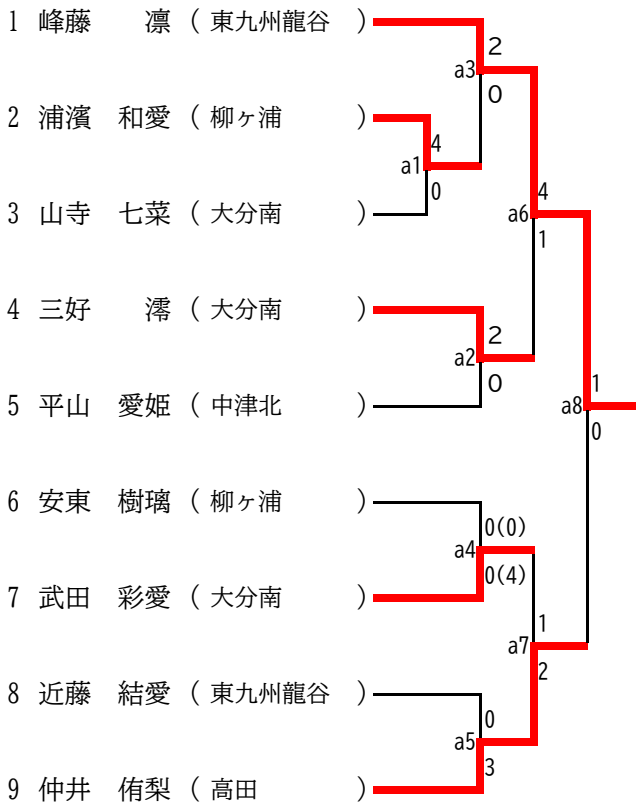 1 峰藤 凛 ( 東九州龍谷 )
2
a3
0
2 浦濱 和愛 ( 柳ヶ浦 )
4
a1
0
3 山寺 七菜 ( 大分南 )
4
a6
1
4 三好 澪 ( 大分南 )
2
a2
0
5 平山 愛姫 ( 中津北 )
1
a8
0
6 安東 樹璃 ( 柳ヶ浦 )
0(0)
a4
0(4)
7 武田 彩愛 ( 大分南 )
1
a7
2
8 近藤 結愛 ( 東九州龍谷 )
0
a5
3
9 仲井 侑梨 ( 高田 )